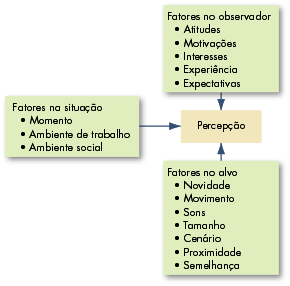 Fatores no observador
• Atitudes
• Motivações
• Interesses
• Experiência
• Expectativas
Fatores na situação
• Momento
• Ambiente de trabalho
• Ambiente social
Percepção
Fatores no alvo
• Novidade
• Movimento
• Sons
• Tamanho
• Cenário
• Proximidade
• Semelhança